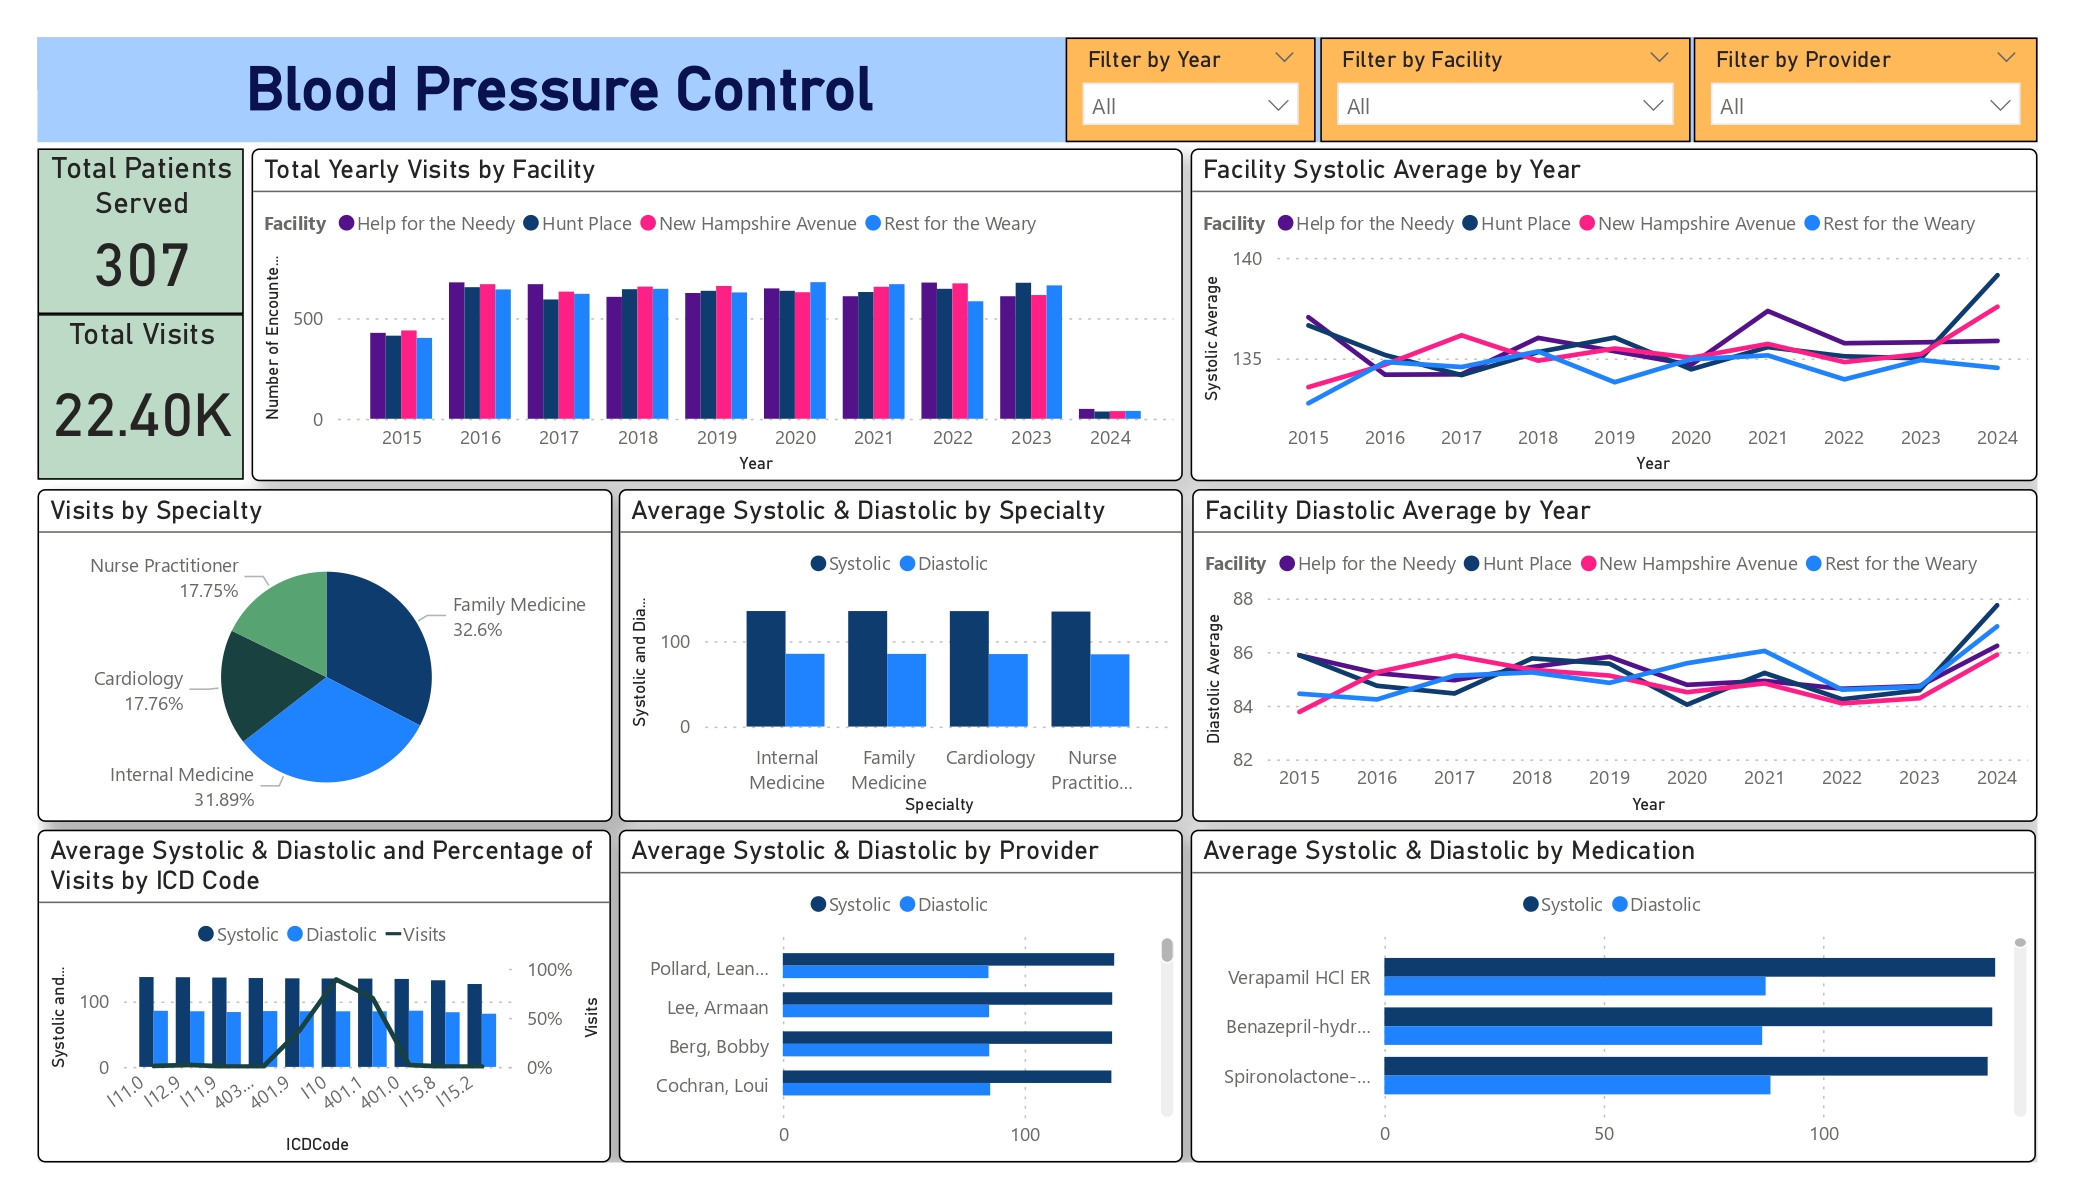 Blood Pressure Control
Filter by Year
All
Filter by Facility
All
Filter by Provider
All
Total Patients
Served
307
Total Visits
22.40K
Total Yearly Visits by Facility
Facility Help for the Needy Hunt Place New Hampshire Avenue Rest for the Weary
Number of Encounte...
500
0
2015 2016 2017 2018 2019 2020 2021 2022 2023 2024
Year
Facility Systolic Average by Year
Facility Help for the Needy Hunt Place New Hampshire Avenue Rest for the Weary
Systolic Average
140
135
2015 2016 2017 2018 2019 2020 2021 2022 2023 2024
Year
Visits by Specialty
Nurse Practitioner
17.75%
Family Medicine
32.6%
Cardiology
17.76%
Internal Medicine
31.89%
Average Systolic & Diastolic by Specialty
Systolic Diastolic
Systolic and Dia...
100
0
Internal Medicine
Family Medicine
Cardiology
Nurse Practitio...
Specialty
Facility Diastolic Average by Year
Facility Help for the Needy Hunt Place New Hampshire Avenue Rest for the Weary
Diastolic Average
88
86
84
82
2015 2016 2017 2018 2019 2020 2021 2022 2023 2024
Year
Average Systolic & Diastolic and Percentage of
Visits by ICD Code
Systolic Diastolic Visits
Systolic and...
100
0
100%
50%
0%
Visits
I11.0 I12.9 I11.9 403... 401.9 I10 401.1 401.0 I15.8 I15.2
ICDCode
Average Systolic & Diastolic by Provider
Systolic Diastolic
Pollard, Lean...
Lee, Armaan
Berg, Bobby
Cochran, Loui
0 100
Average Systolic & Diastolic by Medication
Systolic Diastolic
Verapamil HCl ER
Benazepril-hydr...
Spironolactone-...
0 50 100